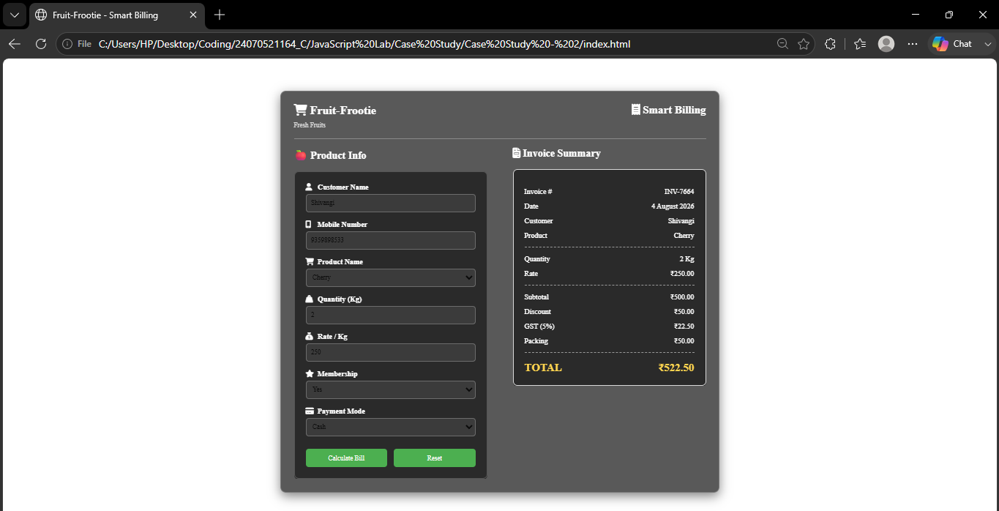 Fruit-Frootie - Smart Billing
File C:/Users/HP/Desktop/Coding/24070521164_C/JavaScript%20Lab/Case%20Study/Case%20Study%20-%202/index.html
Chat
Fruit-Frootie
Smart Billing
Fresh Fruits
Product Info
Customer Name
Shivangi
Mobile Number
9359898533
Product Name
Cherry
Quantity (Kg)
2
Rate / Kg
250
Membership
Yes
Payment Mode
Cash
Calculate Bill Reset
Invoice Summary
Invoice # INV-7664
Date 4 August 2026
Customer Shivangi
Product Cherry
Quantity 2 Kg
Rate ₹250.00
Subtotal ₹500.00
Discount ₹50.00
GST (5%) ₹22.50
Packing ₹50.00
TOTAL ₹522.50